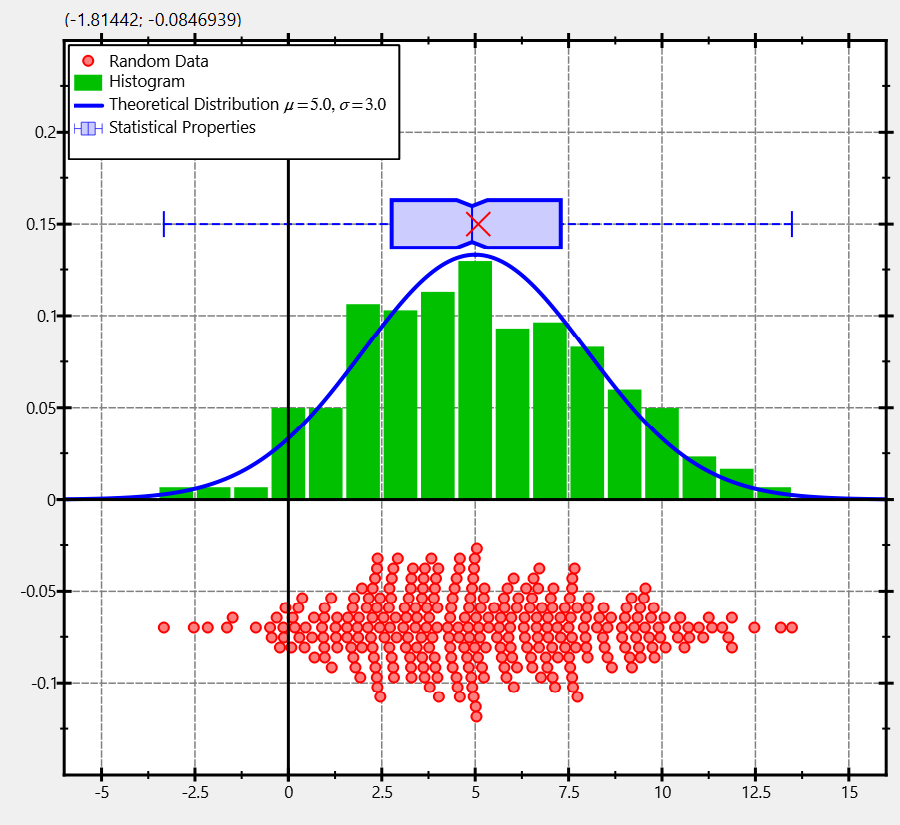 (-1.81442; -0.0846939)
Random Data
Histogram
Theoretical Distribution μ=5.0, σ=3.0
Statistical Properties
0.2
0.15
0.1
0.05
0
-0.05
-0.1
-5 -2.5 0 2.5 5 7.5 10 12.5 15